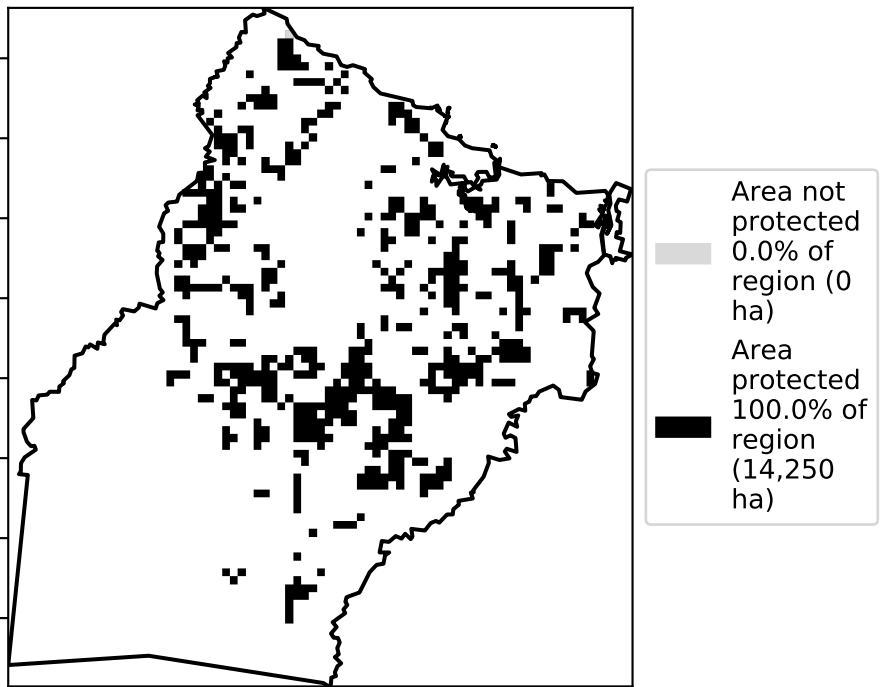 Area not
protected
0.0% of
region (0
ha)
Area
protected
100.0% of
region
(14,250
ha)